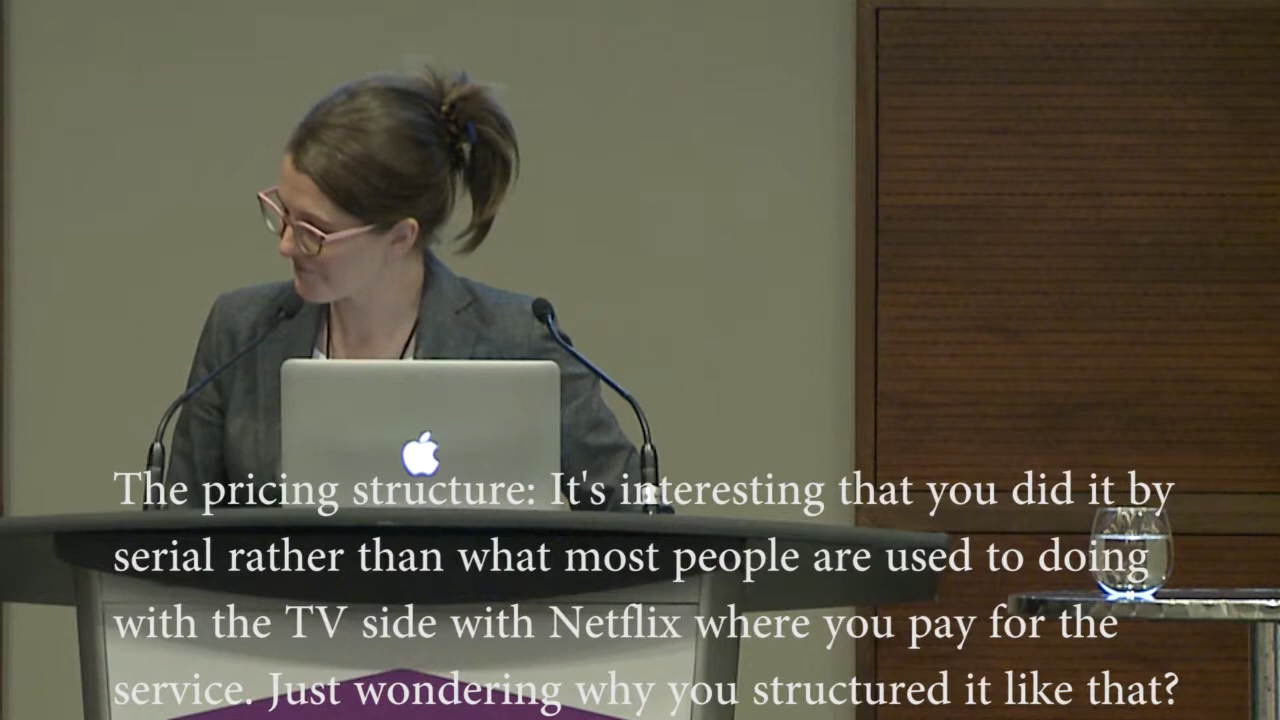 The pricing structure: It's interesting that you did it by
serial rather than what most people are used to doing
with the TV side with Netflix where you pay for the
service. Just wondering why you structured it like that?